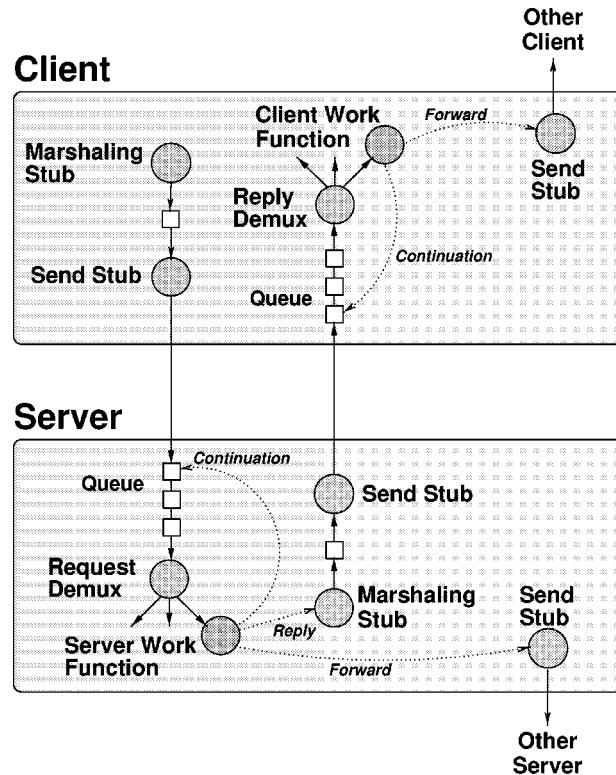 Other
Client
Client
Client Work
Function
Forward
Marshaling
Stub
Send
Stub
Reply
Demux
Continuation
Send Stub
Queue
Server
Continuation
Queue
Send Stub
Request
Demux
Marshaling
Stub
Send
Stub
Reply
Server Work
Function
Forward
Other
Server